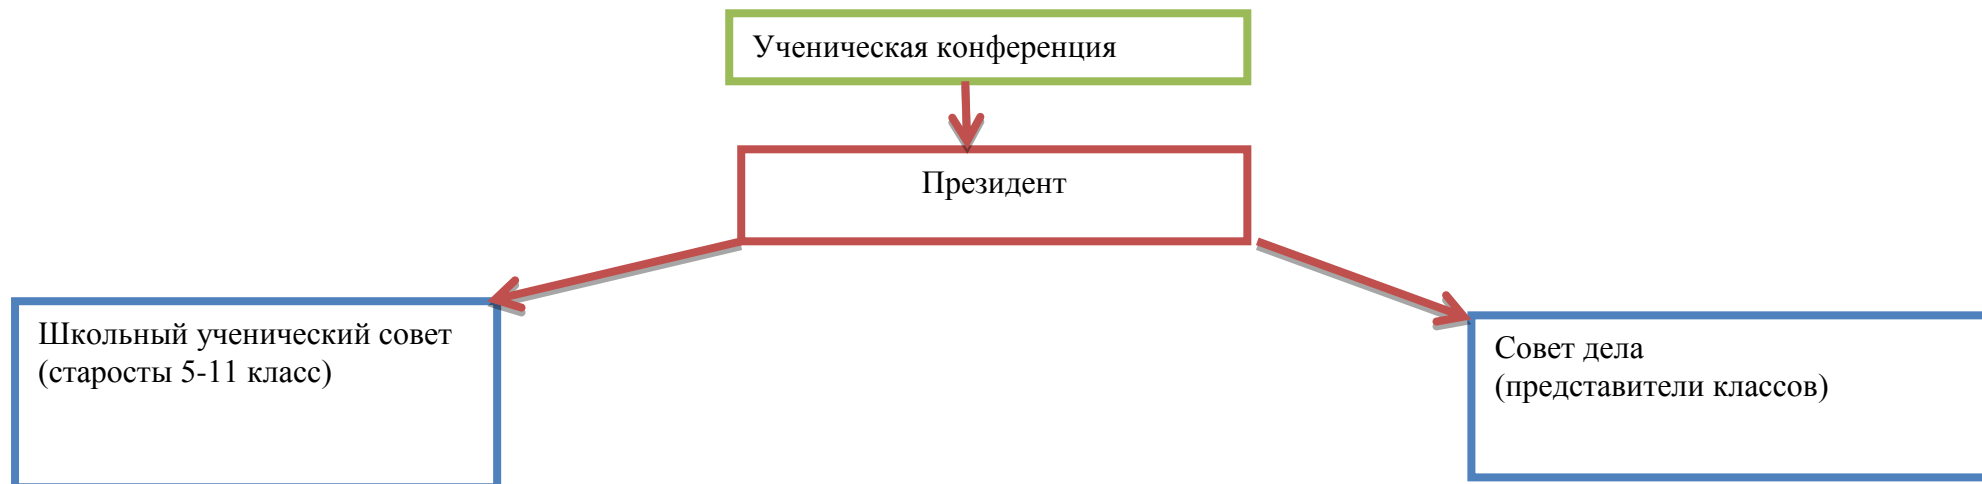 Ученическая конференция
Президент
Школьный ученический совет
(старосты 5-11 класс)
Совет дела
(представители классов)